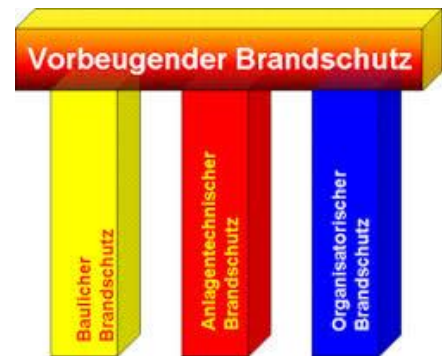 Vorbeugender Brandschutz
Baulicher
Brandschutz
Anlagentechnischer
Brandschutz
Organisatorischer
Brandschutz